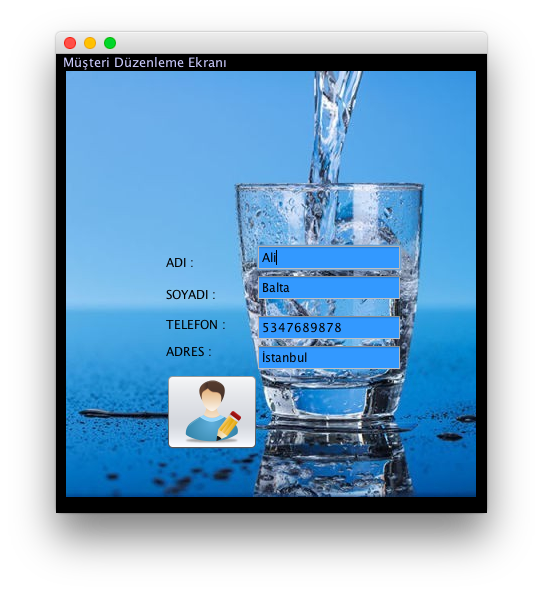 Müşteri Düzenleme Ekranı
ADI : Ali
SOYADI : Balta
TELEFON : 5347689878
ADRES : İstanbul